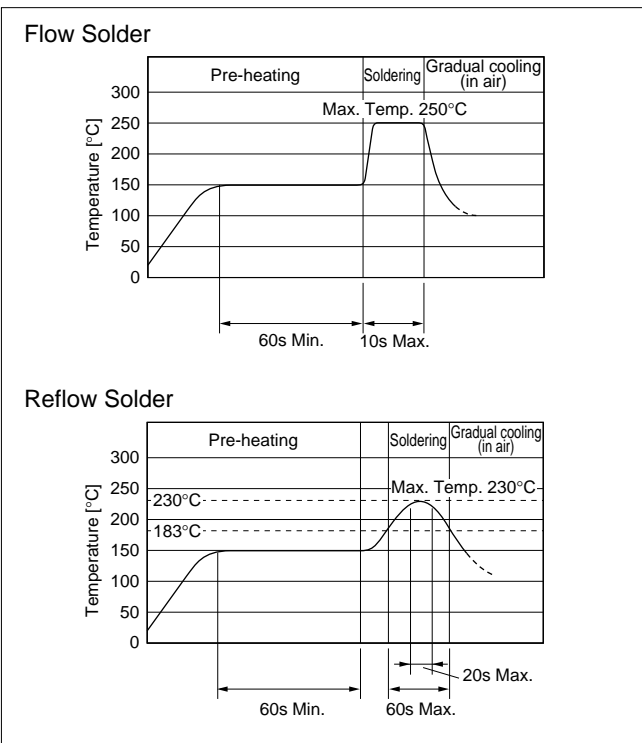 Flow Solder
Pre-heating
Soldering
Gradual cooling
(in air)
Max. Temp. 250°C
Temperature [°C]
300
250
200
150
100
50
0
60s Min.
10s Max.
Reflow Solder
Pre-heating
Soldering
Gradual cooling
(in air)
Max. Temp. 230°C
230°C
183°C
Temperature [°C]
300
250
200
150
100
50
0
20s Max.
60s Min.
60s Max.